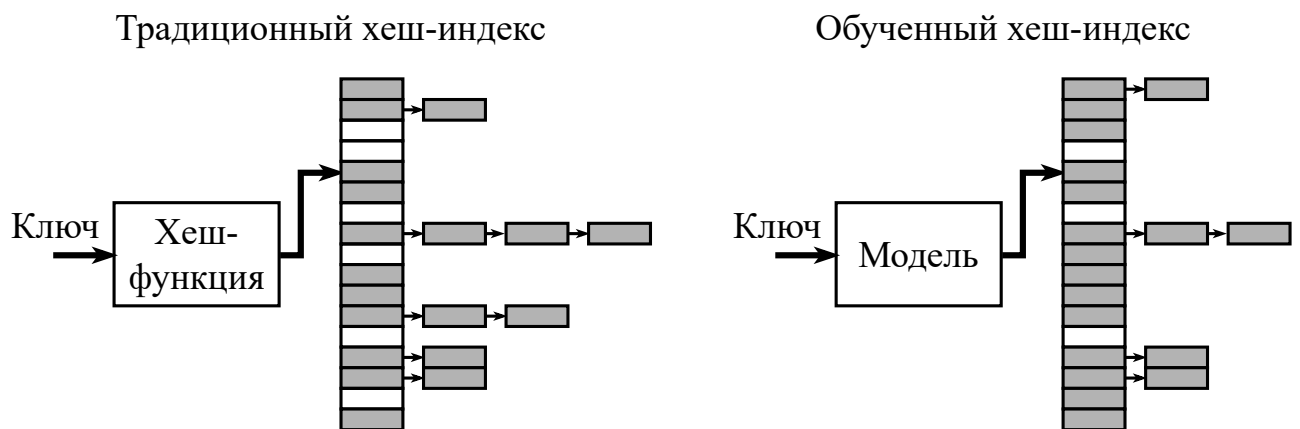 Традиционный хеш-индекс
Обученный хеш-индекс
Ключ
Хеш-
функция
Ключ
Модель